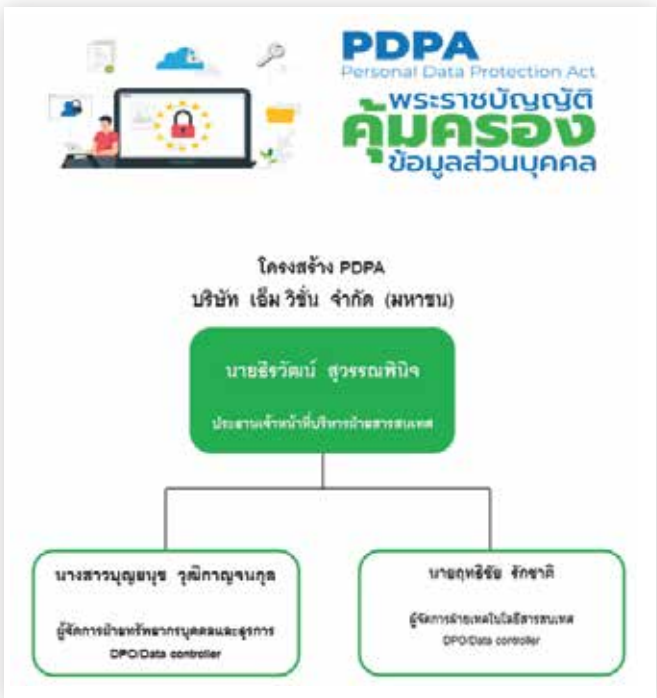 PDPA
Personal Data Protection Act
พระราชบัญญัติ
คุ้มครอง
ข้อมูลส่วนบุคคล
โครงสร้าง PDPA
บริษัท เอ็ม วิชั่น จำกัด (มหาชน)
นายธีรวัฒน์ สุวรรณพินิจ
ประธานเจ้าหน้าที่บริหารฝ่ายสารสนเทศ
นางสาวบุญยนุช วุฒิกาญจนกุล
ผู้จัดการฝ่ายทรัพยากรบุคคลและธุรการ
DPO/Data controller
นายฤทธิชัย รักชาติ
ผู้จัดการฝ่ายเทคโนโลยีสารสนเทศ
DPO/Data controller